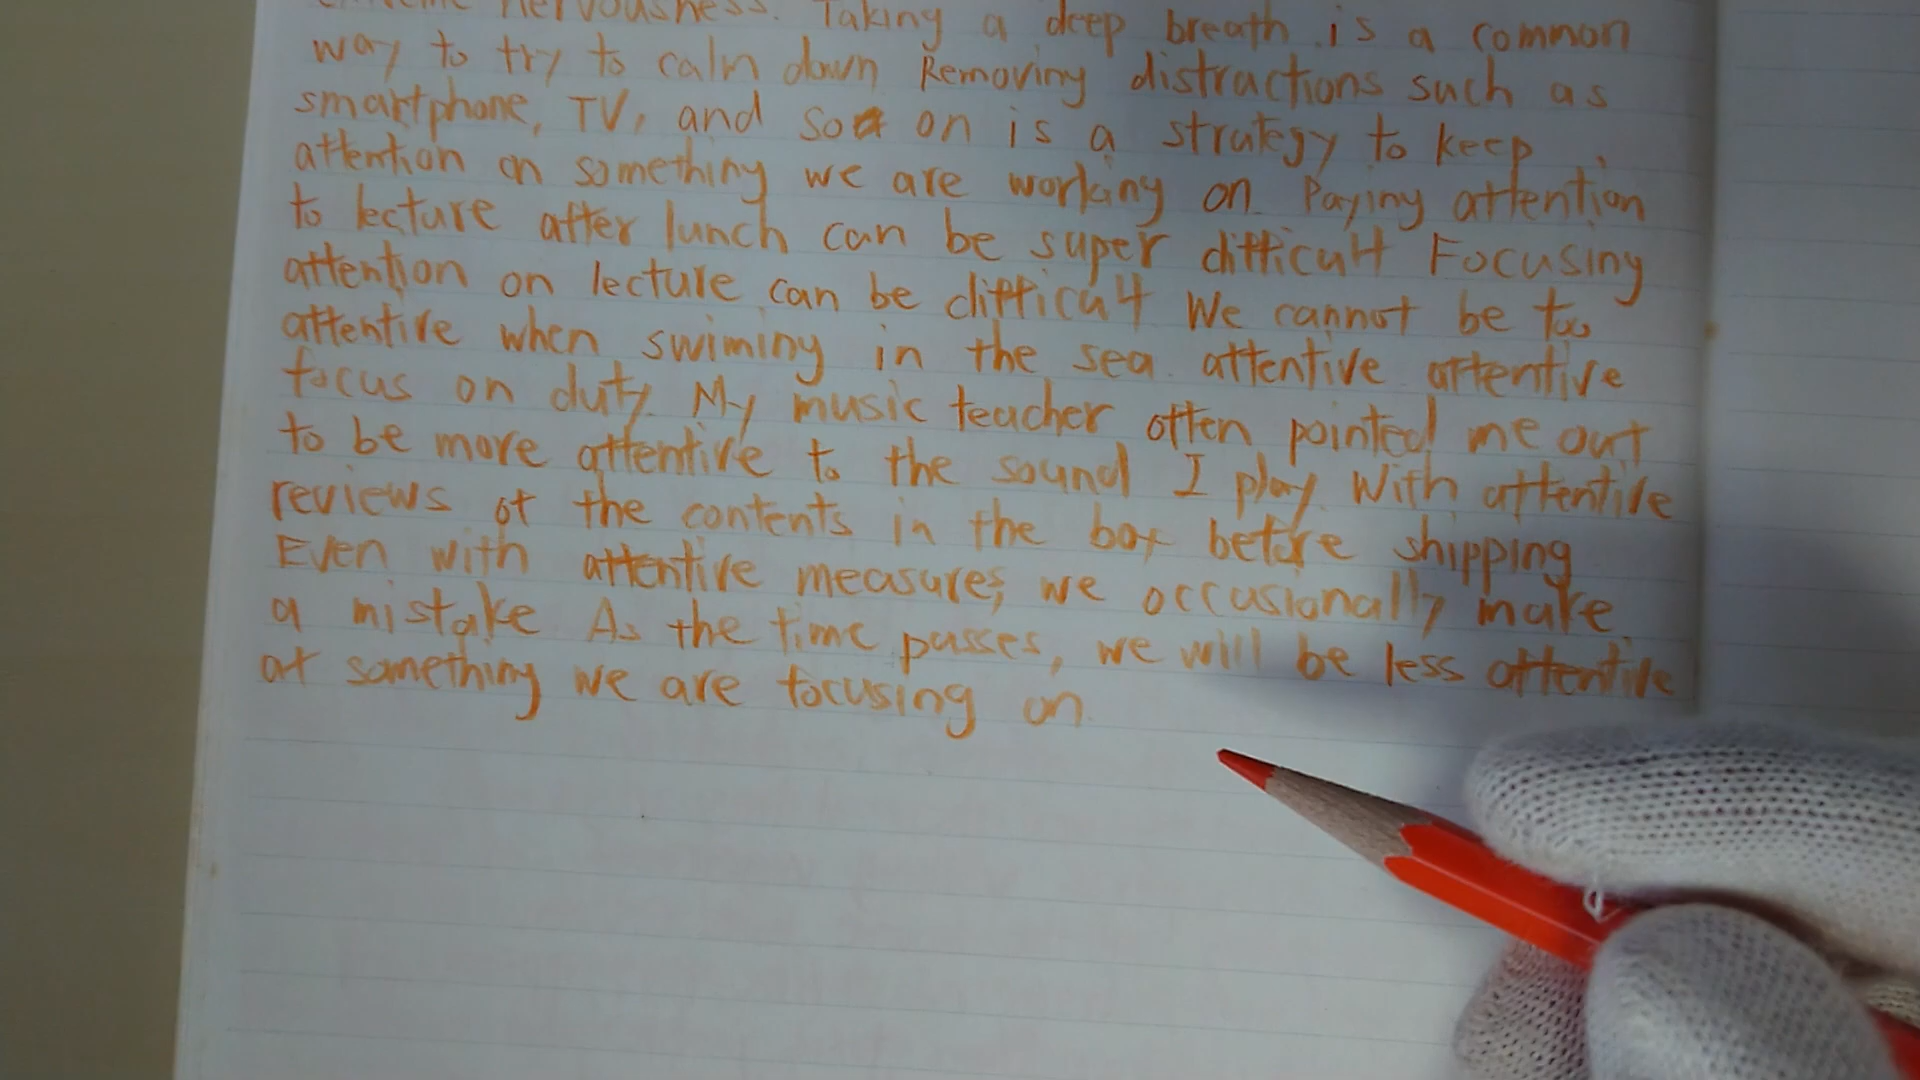 extreme nervousness. Taking a deep breath is a common
way to try to calm down Removing distractions such as
smartphone, TV, and so on is a strategy to keep
attention on something we are working on. Paying attention
to lecture after lunch can be super difficult Focusing
attention on lecture can be difficult We cannot be too
attentive when swiming in the sea. attentive attentive
focus on duty. My music teacher often pointed me out
to be more attentive to the sound I play. With attentive
reviews of the contents in the box before shipping
Even with attentive measures, we occasionally make
a mistake As the time passes, we will be less attentive
at something we are focusing on.